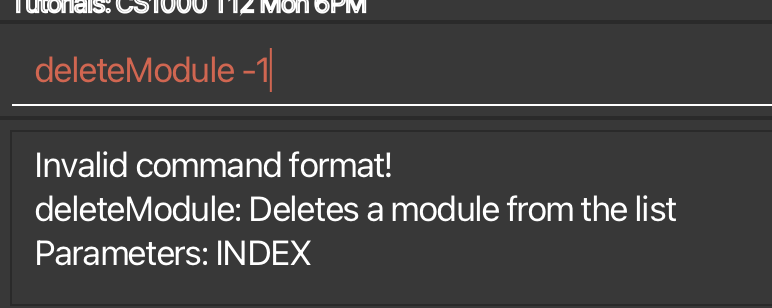 Tutorials: CS1000 T12 Mon 6PM
deleteModule -1
Invalid command format!
deleteModule: Deletes a module from the list
Parameters: INDEX